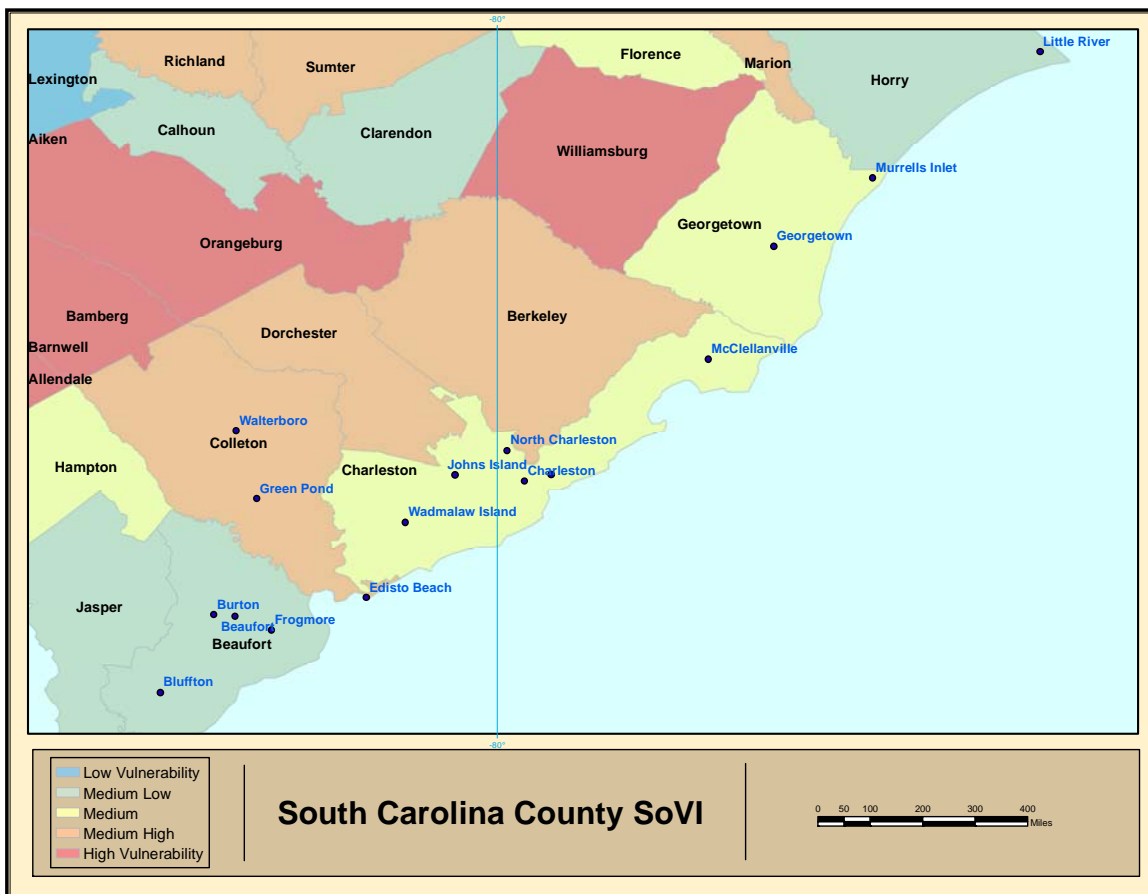 -80°
Little River
Richland
Sumter
Florence
Marion
Horry
Lexington
Calhoun
Clarendon
Aiken
Williamsburg
Murrells Inlet
Georgetown
Georgetown
Orangeburg
Bamberg
Berkeley
Dorchester
Barnwell
McClellanville
Allendale
Walterboro
Colleton
North Charleston
Hampton
Charleston
Johns Island
Charleston
Green Pond
Wadmalaw Island
Edisto Beach
Jasper
Burton
Beaufort
Frogmore
Beaufort
Bluffton
-80°
Low Vulnerability
Medium Low
Medium
Medium High
High Vulnerability
South Carolina County SoVI
0 50 100 200 300 400
Miles